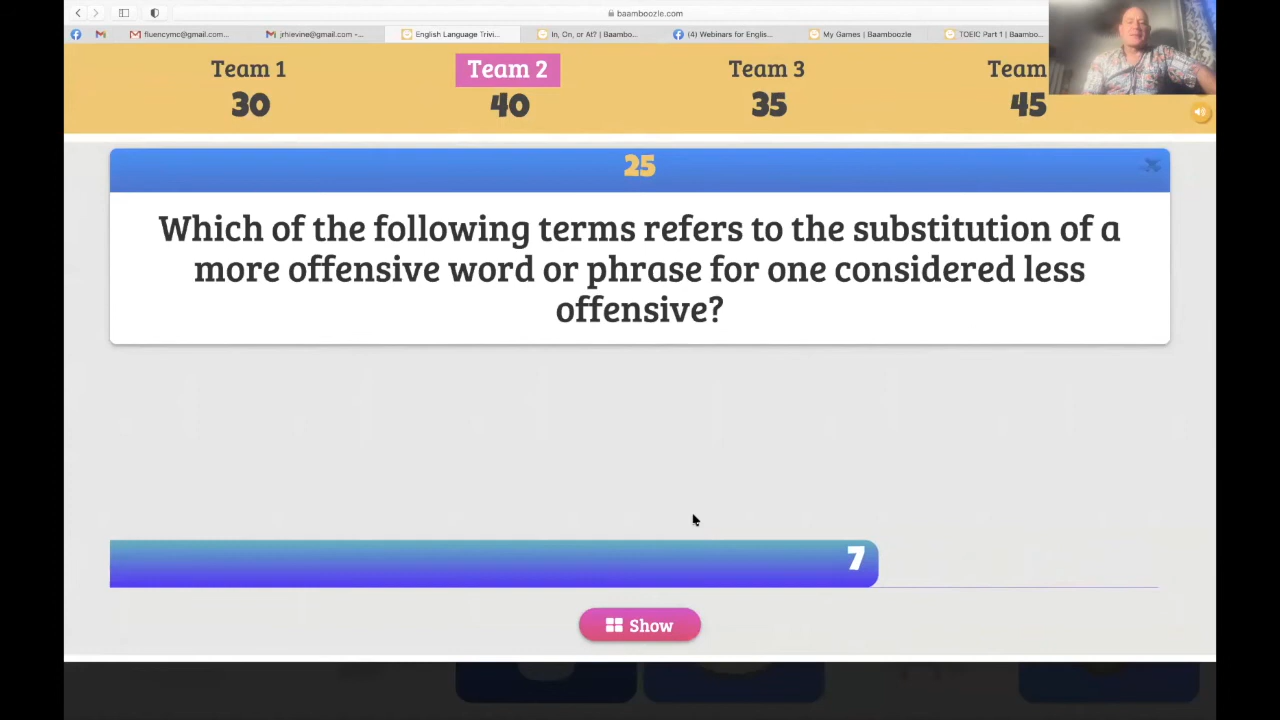 baamboozle.com
fluencymc@gmail.com...
jrhlevine@gmail.com -...
English Language Trivi...
In, On, or At? | Baambo...
(4) Webinars for Englis...
My Games | Baamboozle
TOEIC Part 1 | Baambo...
Team 1
Team 2
Team 3
Team
30
40
35
45
25
Which of the following terms refers to the substitution of a
more offensive word or phrase for one considered less
offensive?
7
Show